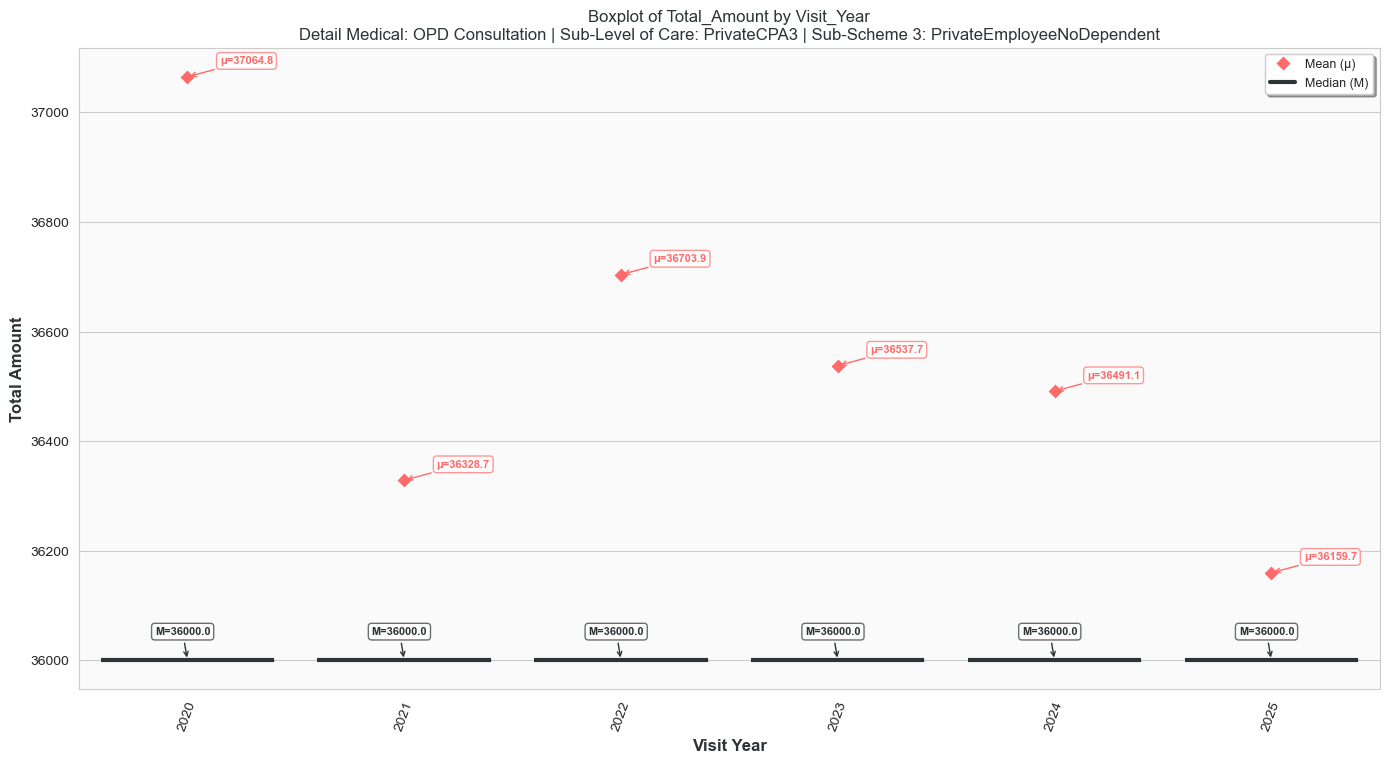 Boxplot of Total_Amount by Visit_Year
Detail Medical: OPD Consultation | Sub-Level of Care: PrivateCPA3 | Sub-Scheme 3: PrivateEmployeeNoDependent
Mean (μ)
Median (M)
Total Amount
37000
36800
36600
36400
36200
36000
μ=37064.8
μ=36328.7
μ=36703.9
μ=36537.7
μ=36491.1
μ=36159.7
M=36000.0
M=36000.0
M=36000.0
M=36000.0
M=36000.0
M=36000.0
2020
2021
2022
2023
2024
2025
Visit Year